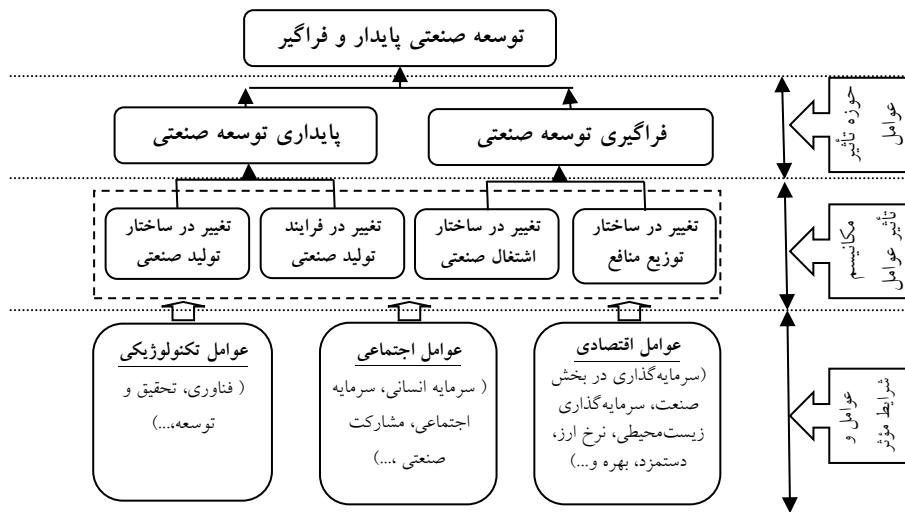 توسعه صنعتی پایدار و فراگیر
فراگیری توسعه صنعتی
پایداری توسعه صنعتی
حوزه تأثیر
عوامل
تغییر در ساختار
توزیع منافع
تغییر در ساختار
اشتغال صنعتی
تغییر در فرایند
تولید صنعتی
تغییر در ساختار
تولید صنعتی
مکانیسم
تأثیر عوامل
عوامل اقتصادی
(سرمایه‌گذاری در بخش
صنعت، سرمایه‌گذاری
زیست‌محیطی، نرخ ارز،
دستمزد، بهره و...)
عوامل اجتماعی
( سرمایه انسانی، سرمایه
اجتماعی، مشارکت
صنعتی ،...)
عوامل تکنولوژیکی
( فناوری، تحقیق و
توسعه،...)
عوامل و
شرایط مؤثر